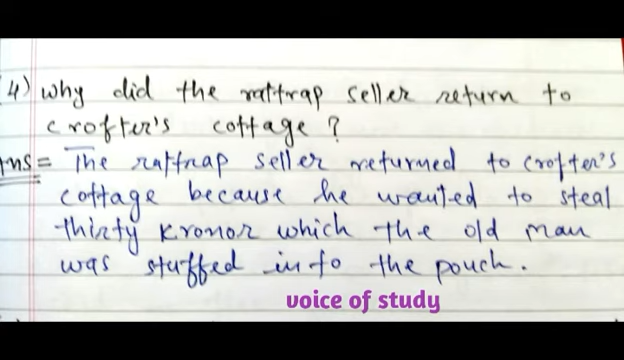 4) why did the rattrap seller return to
crofter's cottage ?
Ans = The rattrap seller returned to crofter's
cottage because he wanted to steal
thirty kronor which the old man
was stuffed into the pouch.
voice of study